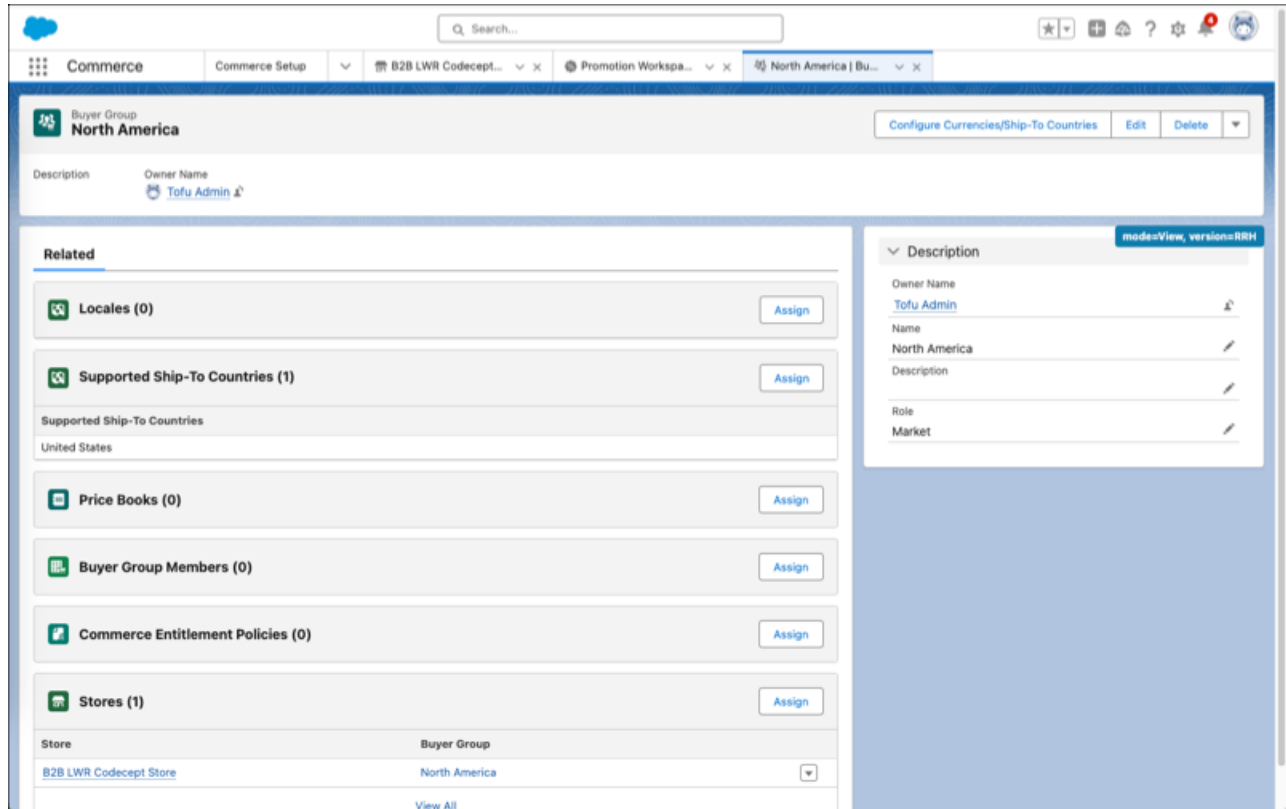 Search...
4
Commerce
Commerce Setup
B2B LWR Codecept...
Promotion Workspa...
North America | Bu...
Buyer Group
North America
Configure Currencies/Ship-To Countries
Edit
Delete
Description
Owner Name
Tofu Admin
Related
Locales (0)
Assign
Supported Ship-To Countries (1)
Assign
Supported Ship-To Countries
United States
Price Books (0)
Assign
Buyer Group Members (0)
Assign
Commerce Entitlement Policies (0)
Assign
Stores (1)
Assign
Store
Buyer Group
B2B LWR Codecept Store
North America
View All
mode=View, version=RRH
Description
Owner Name
Tofu Admin
Name
North America
Description
Role
Market